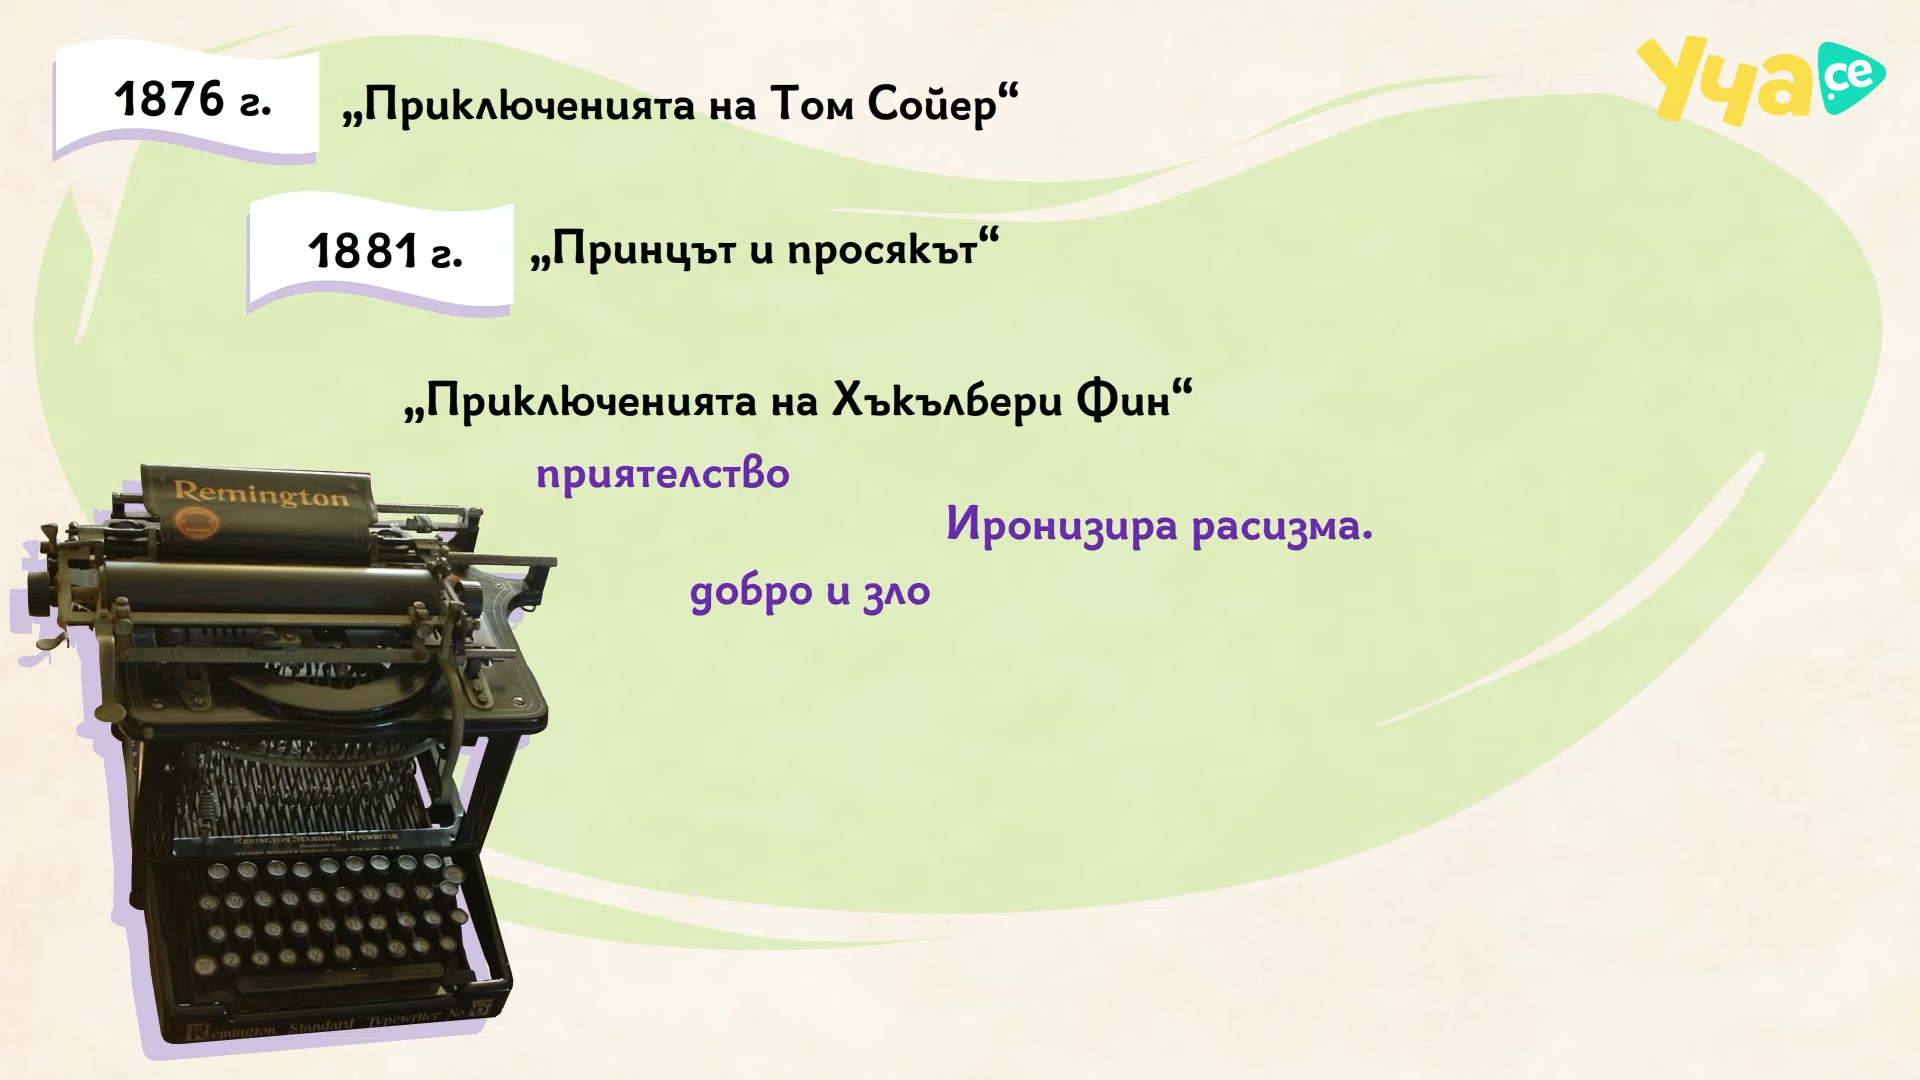 1876 г.
„Приключенията на Том Сойер“
Уча.се
1881 г.
„Принцът и просякът“
„Приключенията на Хъкълбери Фин“
приятелство
Иронизира расизма.
добро и зло
Remington
Remington Standard Typewriter
Remington Standard Typewriter No. 6